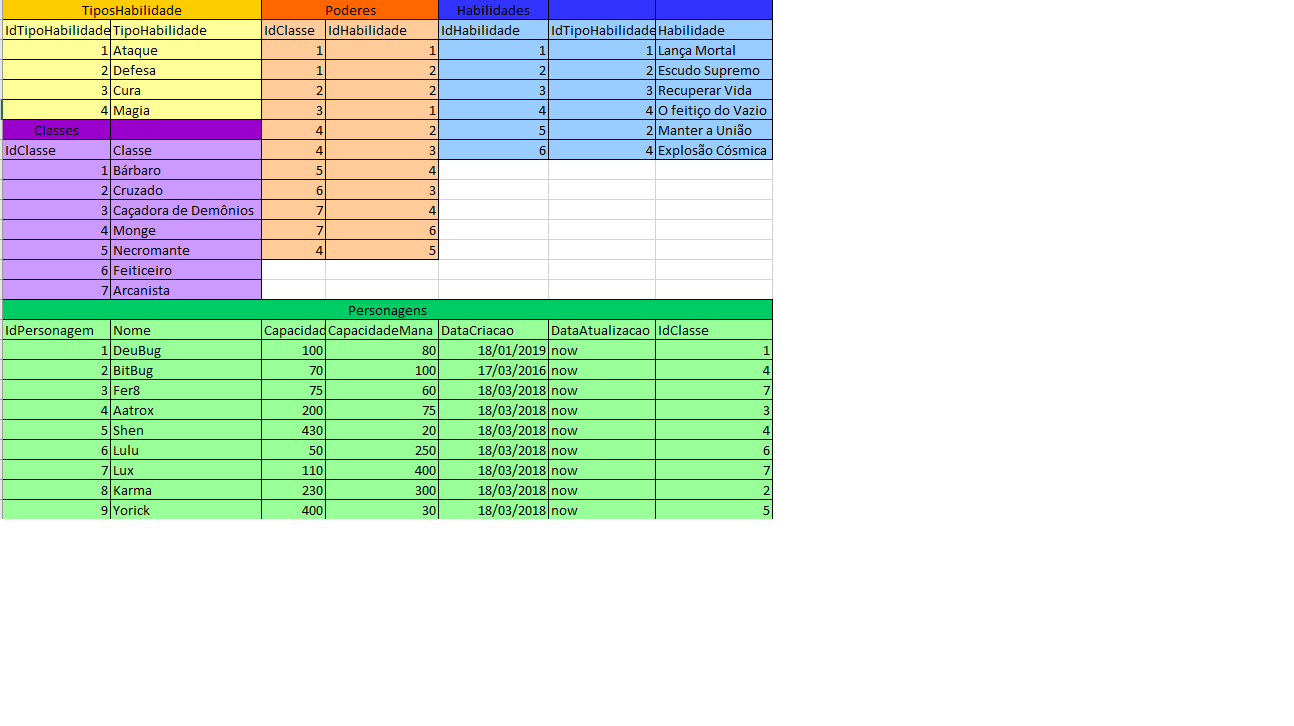 TiposHabilidade Poderes Habilidades
IdTipoHabilidade TipoHabilidade IdClasse IdHabilidade IdHabilidade IdTipoHabilidade Habilidade
1 Ataque 1 1 1 1 Lança Mortal
2 Defesa 1 2 2 2 Escudo Supremo
3 Cura 2 2 3 3 Recuperar Vida
4 Magia 3 1 4 4 O feitiço do Vazio
Classes 4 2 5 2 Manter a União
IdClasse Classe 4 3 6 4 Explosão Cósmica
1 Bárbaro 5 4
2 Cruzado 6 3
3 Caçadora de Demônios 7 4
4 Monge 7 6
5 Necromante 4 5
6 Feiticeiro
7 Arcanista
Personagens
IdPersonagem Nome Capacidad CapacidadeMana DataCriacao DataAtualizacao IdClasse
1 DeuBug 100 80 18/01/2019 now 1
2 BitBug 70 100 17/03/2016 now 4
3 Fer8 75 60 18/03/2018 now 7
4 Aatrox 200 75 18/03/2018 now 3
5 Shen 430 20 18/03/2018 now 4
6 Lulu 50 250 18/03/2018 now 6
7 Lux 110 400 18/03/2018 now 7
8 Karma 230 300 18/03/2018 now 2
9 Yorick 400 30 18/03/2018 now 5